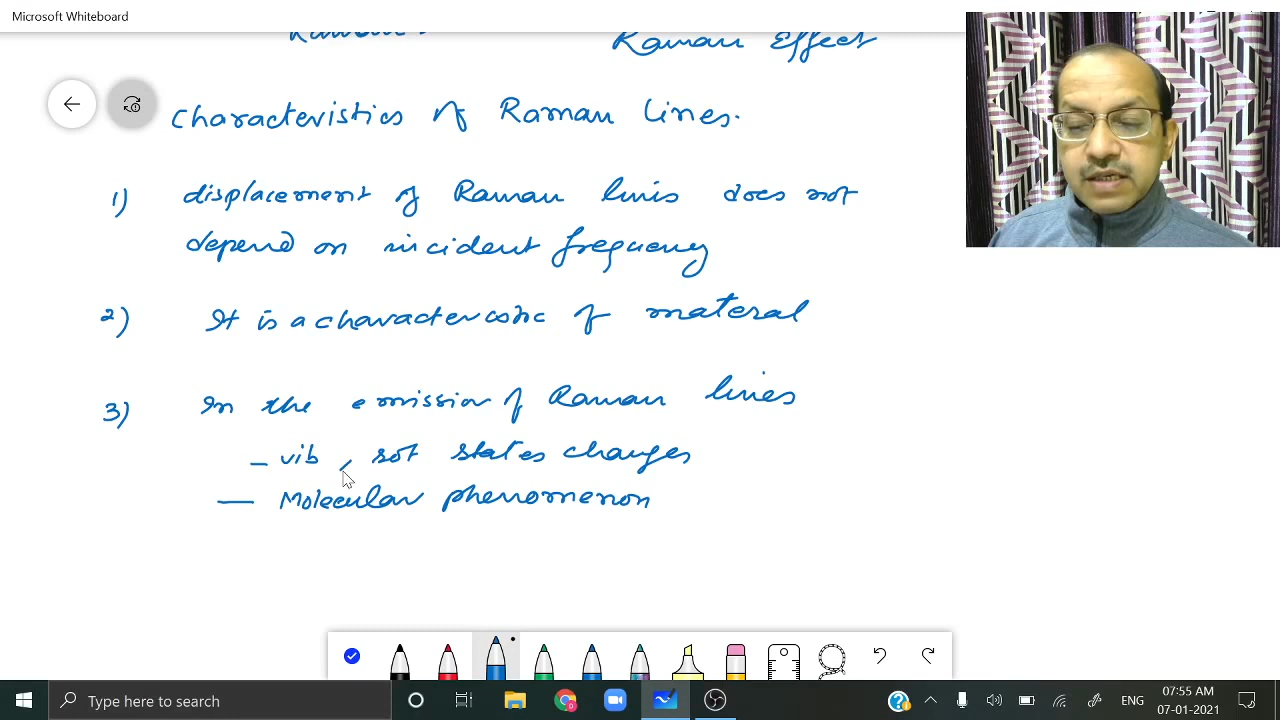 Microsoft Whiteboard
Raman Effect
Characteristics of Raman lines.
1) displacement of Raman lines does not
depend on incident frequency
2) It is a characteristic of materal
3) In the emission of Raman lines
- vib, rot states changes
- Molecular phenomenon
Type here to search
ENG
07:55 AM
07-01-2021